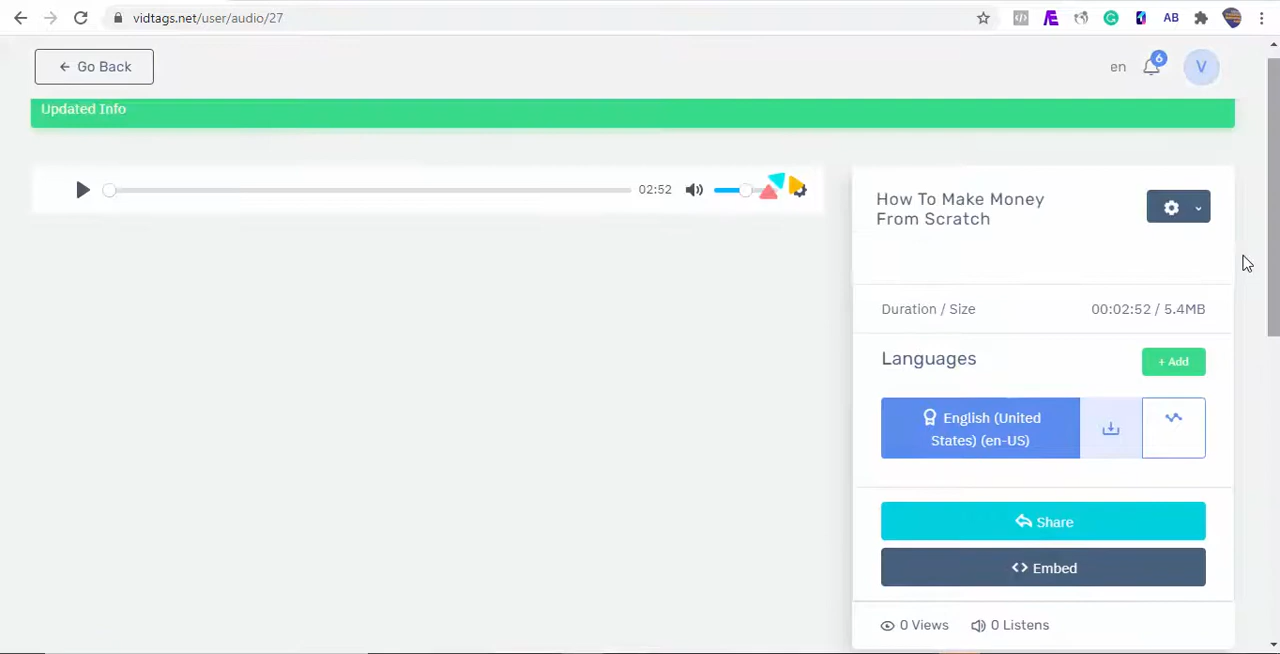 vidtags.net/user/audio/27
AB
Go Back
en
6
V
Updated Info
02:52
How To Make Money
From Scratch
Duration / Size
00:02:52 / 5.4MB
Languages
+ Add
English (United
States) (en-US)
Share
<> Embed
0 Views
0 Listens